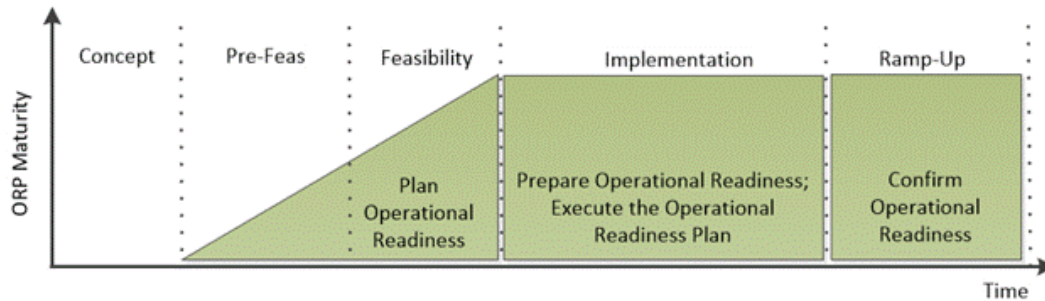 Concept
Pre-Feas
Feasibility
Implementation
Ramp-Up
ORP Maturity
Plan
Operational
Readiness
Prepare Operational Readiness;
Execute the Operational
Readiness Plan
Confirm
Operational
Readiness
Time